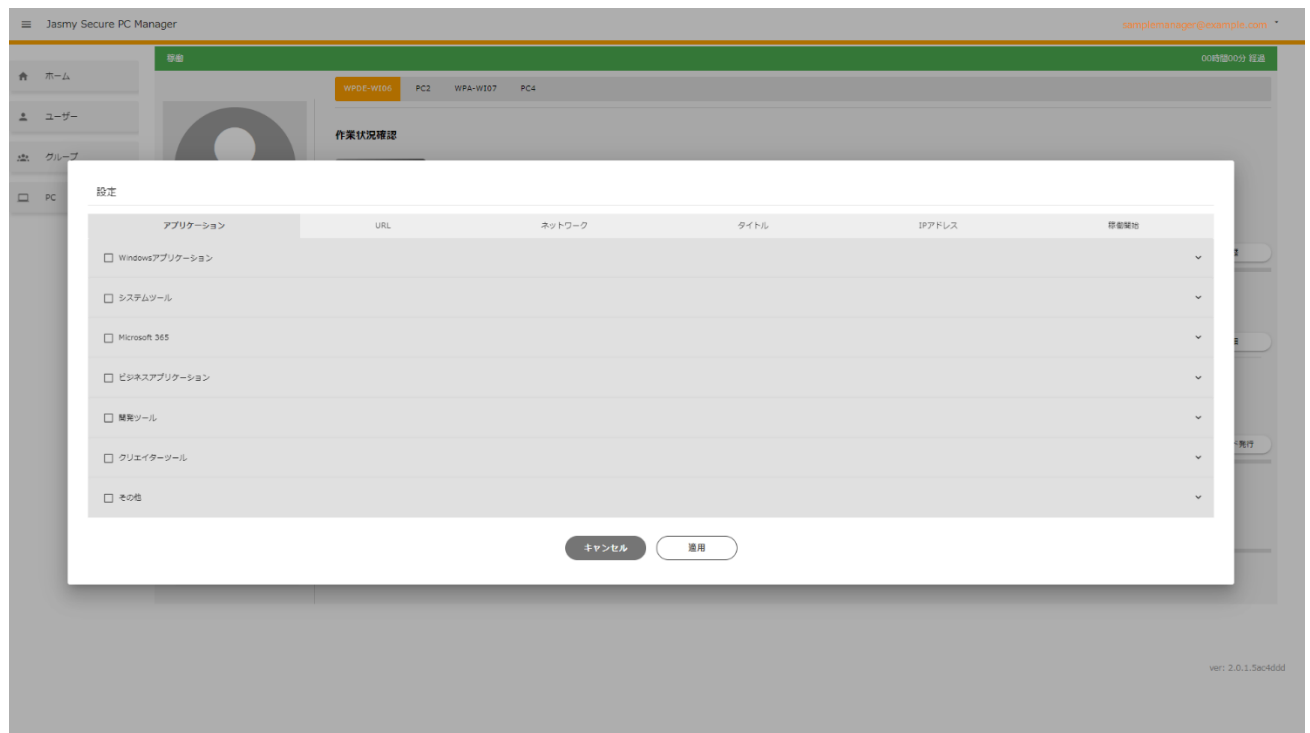 Jasmy Secure PC Manager
samplemanager@example.com
稼働
00時間00分 経過
ホーム
WPDE-WI06 PC2 WPA-WI07 PC4
ユーザー
作業状況確認
グループ
PC
設定
アプリケーション URL ネットワーク タイトル IPアドレス 稼働開始
Windowsアプリケーション
システムツール
Microsoft 365
ビジネスアプリケーション
開発ツール
発行
クリエイターツール
その他
キャンセル 適用
ver: 2.0.1.5ac4ddd